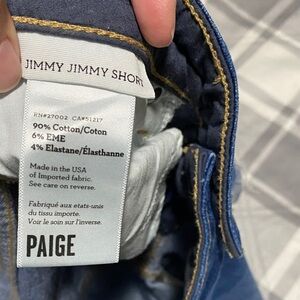 JIMMY JIMMY SHORT
RN#27002 CA#51217
90% Cotton/Coton
6% EME
4% Elastane/Élasthanne
Made in the USA
of Imported fabric.
See care on reverse.
Fabriqué aux etats-unis
du tissu importe.
Voir le soin sur l'inverse.
PAIGE